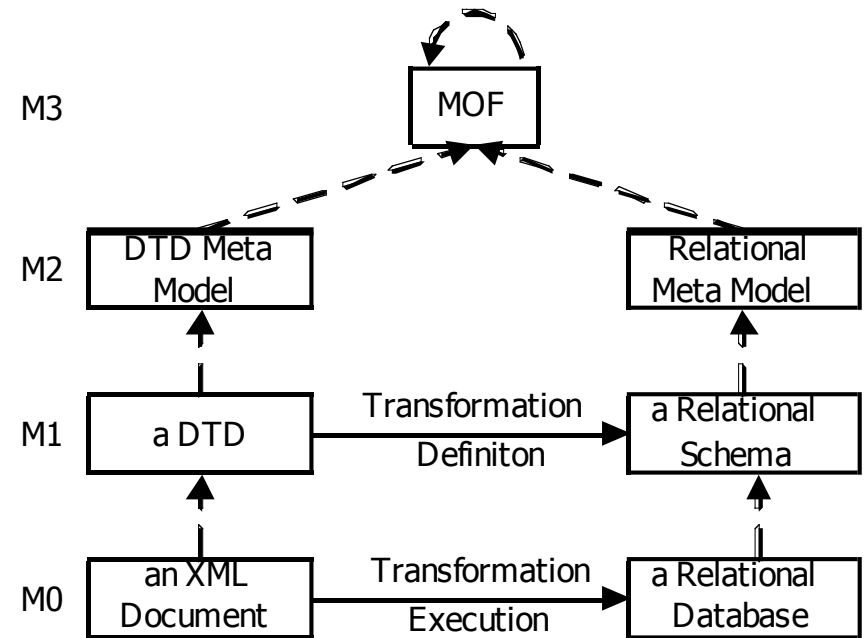 M3
MOF
M2
DTD Meta
Model
Relational
Meta Model
M1
a DTD
Transformation
Definiton
a Relational
Schema
M0
an XML
Document
Transformation
Execution
a Relational
Database